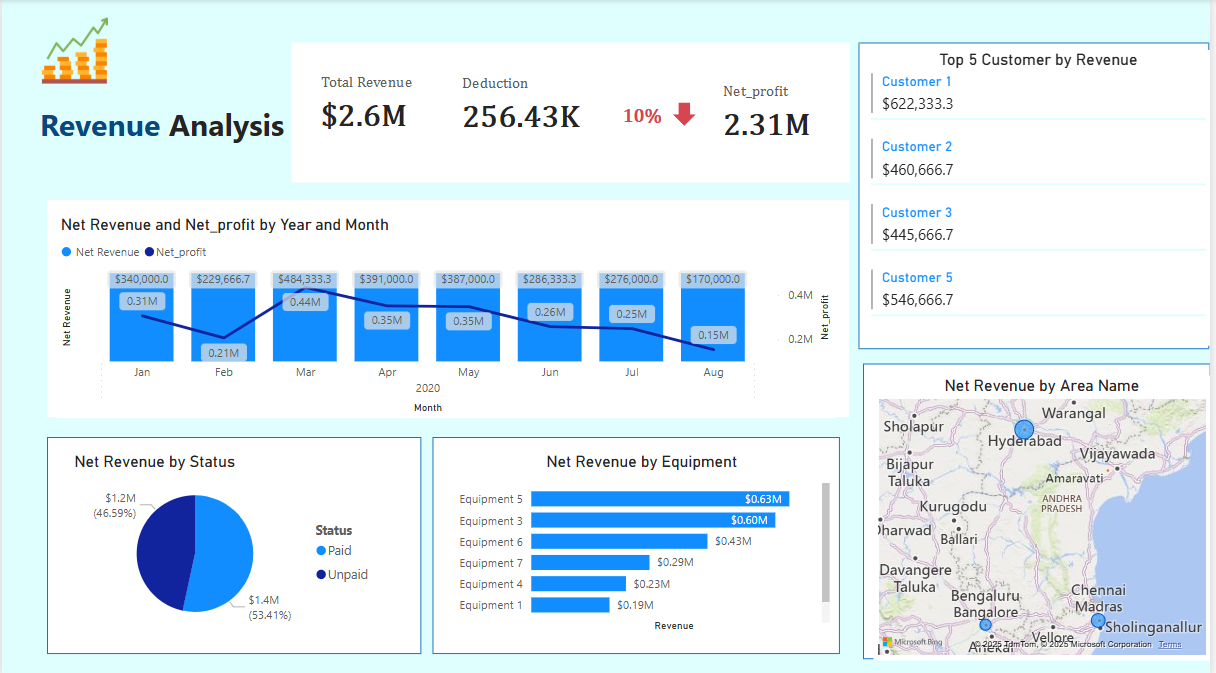 Revenue Analysis
Total Revenue
$2.6M
Deduction
256.43K
10%
Net_profit
2.31M
Top 5 Customer by Revenue
Customer 1
$622,333.3
Customer 2
$460,666.7
Customer 3
$445,666.7
Customer 5
$546,666.7
Net Revenue and Net_profit by Year and Month
Net Revenue Net_profit
$340,000.0 $229,666.7 $484,333.3 $391,000.0 $387,000.0 $286,333.3 $276,000.0 $170,000.0
0.31M 0.21M 0.44M 0.35M 0.35M 0.26M 0.25M 0.15M
0.4M
0.2M
Net Revenue
Net_profit
Jan Feb Mar Apr May Jun Jul Aug
2020
Month
Net Revenue by Status
$1.2M
(46.59%)
$1.4M
(53.41%)
Status
Paid
Unpaid
Net Revenue by Equipment
Equipment 5 $0.63M
Equipment 3 $0.60M
Equipment 6 $0.43M
Equipment 7 $0.29M
Equipment 4 $0.23M
Equipment 1 $0.19M
Revenue
Net Revenue by Area Name
Warangal
Sholapur
Hyderabad
Vijayawada
Bijapur
Taluka
Amaravati
ANDHRA
PRADESH
Kurugodu
Dharwad
Ballari
Davangere
Taluka
Bengaluru
Bangalore
Chennai
Madras
Sholinganallur
Vellore
Anekal
Microsoft Bing
© 2025 TomTom, © 2025 Microsoft Corporation Terms